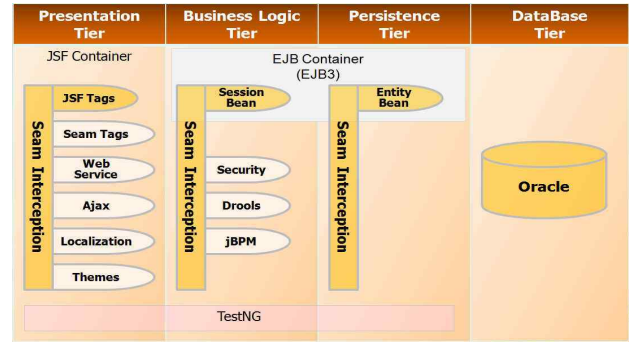 Presentation
Tier
Business Logic
Tier
Persistence
Tier
DataBase
Tier
JSF Container
EJB Container
(EJB3)
Seam Interception
JSF Tags
Seam Tags
Web
Service
Ajax
Localization
Themes
Seam Interception
Session
Bean
Security
Drools
jBPM
Seam Interception
Entity
Bean
Oracle
TestNG